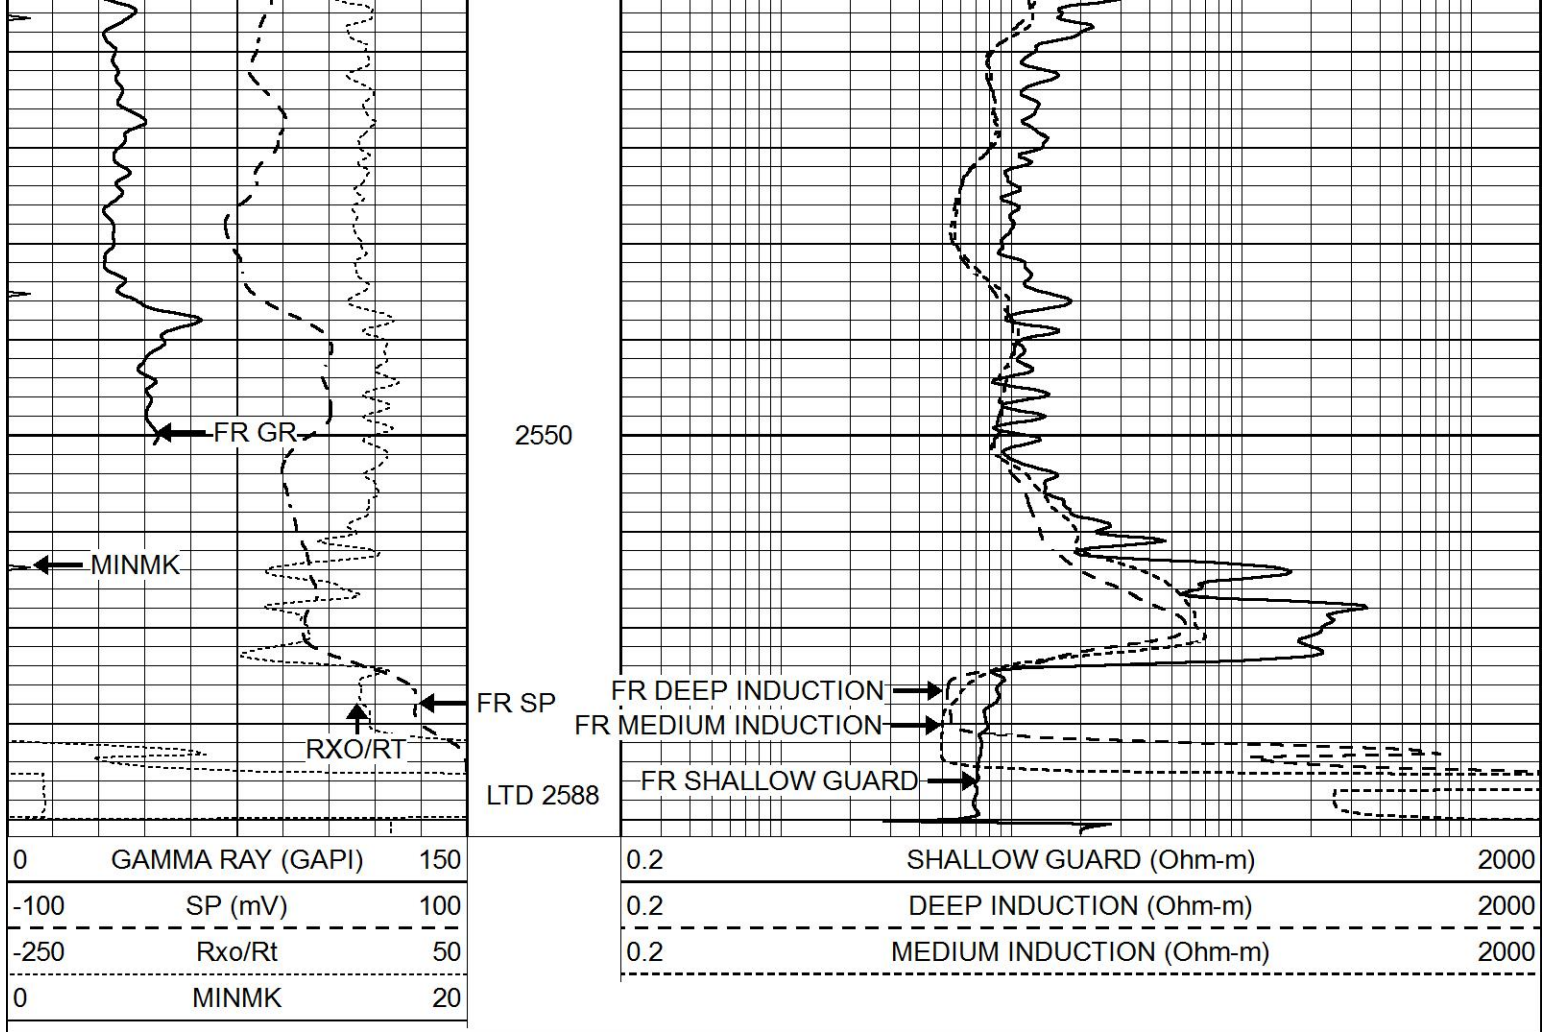 FR GR
2550
MINMK
FR DEEP INDUCTION
FR SP
FR MEDIUM INDUCTION
RXO/RT
FR SHALLOW GUARD
LTD 2588
0 GAMMA RAY (GAPI) 150
0.2 SHALLOW GUARD (Ohm-m) 2000
-100 SP (mV) 100
0.2 DEEP INDUCTION (Ohm-m) 2000
-250 Rxo/Rt 50
0.2 MEDIUM INDUCTION (Ohm-m) 2000
0 MINMK 20